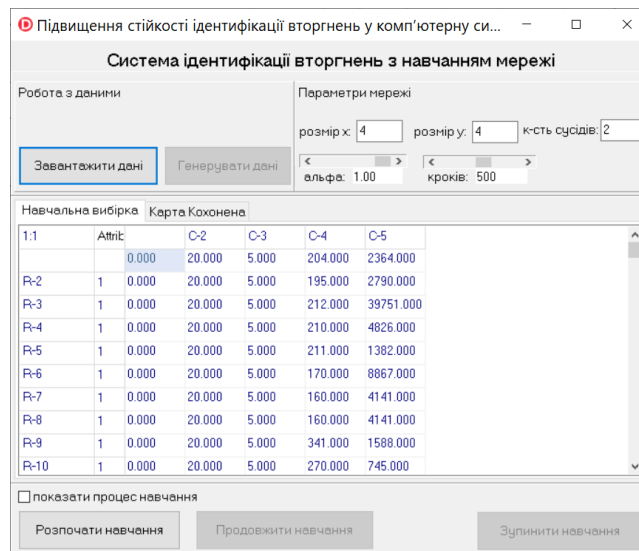 Підвищення стійкості ідентифікації вторгнень у комп'ютерну си...
Система ідентифікації вторгнень з навчанням мережі
Робота з даними
Параметри мережі
розмір x: 4 розмір y: 4 к-сть сусідів: 2
Завантажити дані Генерувати дані
альфа: 1.00 кроків: 500
Навчальна вибірка Карта Кохонена
1:1 Attrib C-2 C-3 C-4 C-5
0.000 20.000 5.000 204.000 2364.000
R-2 1 0.000 20.000 5.000 195.000 2790.000
R-3 1 0.000 20.000 5.000 212.000 39751.000
R-4 1 0.000 20.000 5.000 210.000 4826.000
R-5 1 0.000 20.000 5.000 211.000 1382.000
R-6 1 0.000 20.000 5.000 170.000 8867.000
R-7 1 0.000 20.000 5.000 160.000 4141.000
R-8 1 0.000 20.000 5.000 160.000 4141.000
R-9 1 0.000 20.000 5.000 341.000 1588.000
R-10 1 0.000 20.000 5.000 270.000 745.000
показати процес навчання
Розпочати навчання Продовжити навчання Зупинити навчання